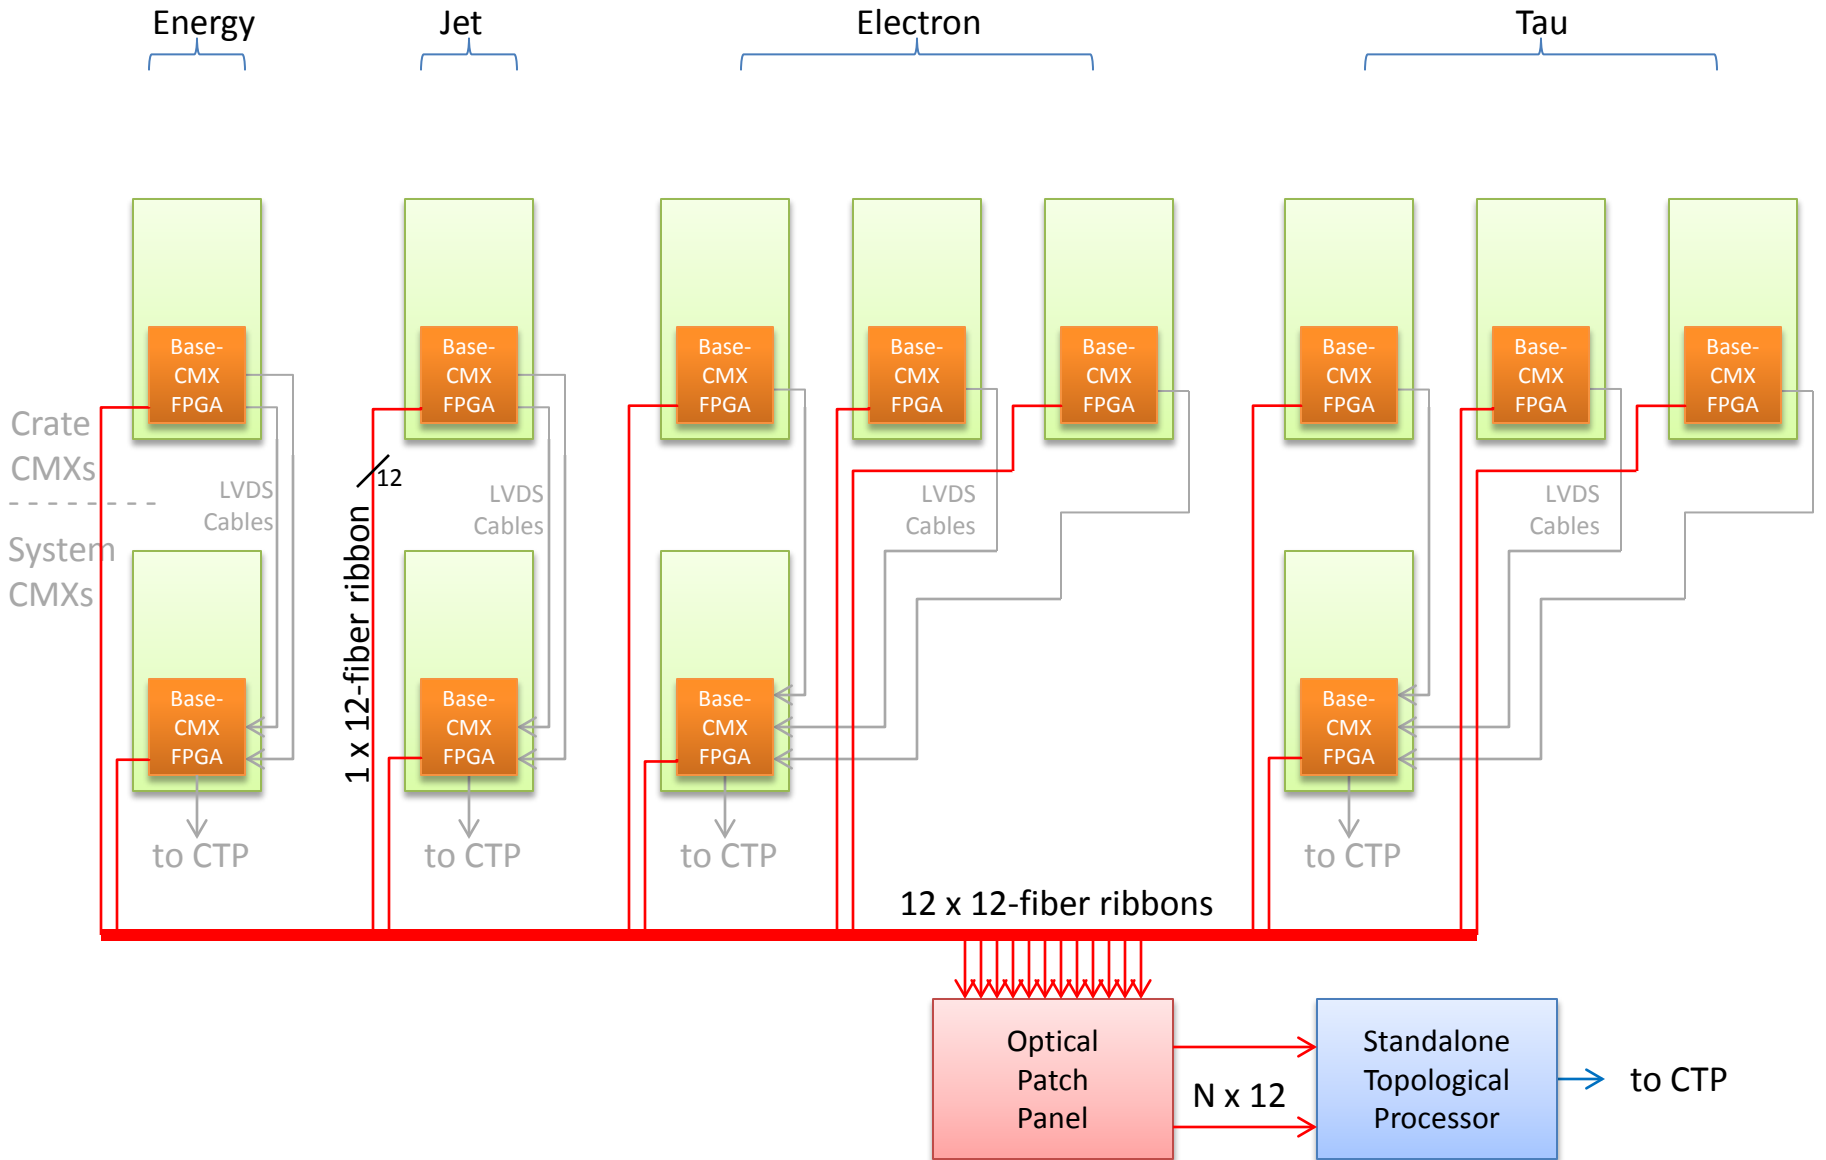 Energy
Jet
Electron
Tau
Base-
CMX
FPGA
Base-
CMX
FPGA
Base-
CMX
FPGA
Base-
CMX
FPGA
Base-
CMX
FPGA
Base-
CMX
FPGA
Base-
CMX
FPGA
Base-
CMX
FPGA
Crate
CMXs
System
CMXs
12
1 x 12-fiber ribbon
LVDS
Cables
LVDS
Cables
LVDS
Cables
LVDS
Cables
Base-
CMX
FPGA
Base-
CMX
FPGA
Base-
CMX
FPGA
Base-
CMX
FPGA
to CTP
to CTP
to CTP
to CTP
12 x 12-fiber ribbons
Optical
Patch
Panel
N x 12
Standalone
Topological
Processor
to CTP